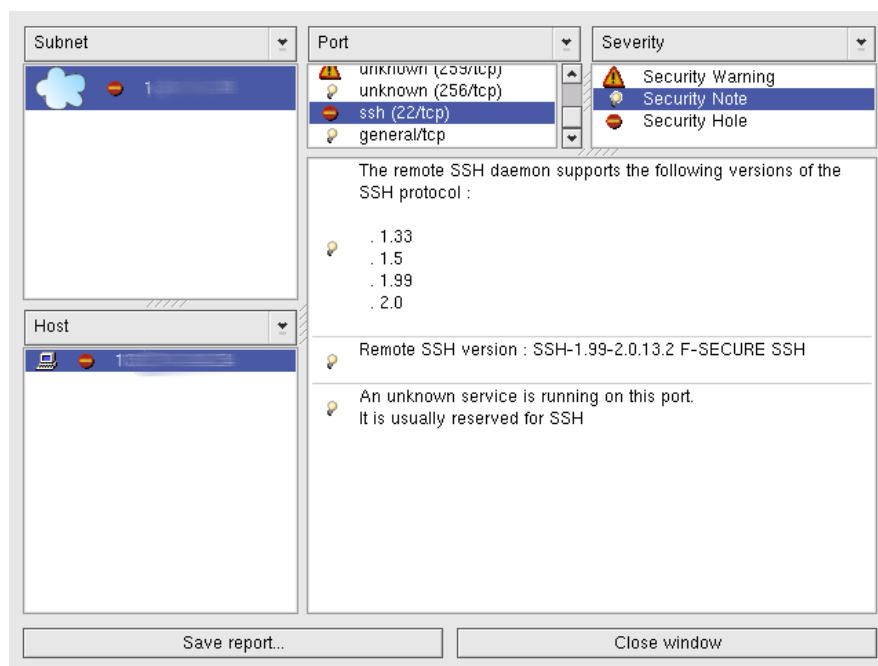 Subnet
Port
Severity
unknown (259/tcp)
unknown (256/tcp)
ssh (22/tcp)
general/tcp
Security Warning
Security Note
Security Hole
The remote SSH daemon supports the following versions of the
SSH protocol :
. 1.33
. 1.5
. 1.99
. 2.0
Remote SSH version : SSH-1.99-2.0.13.2 F-SECURE SSH
An unknown service is running on this port.
It is usually reserved for SSH
Host
Save report...
Close window